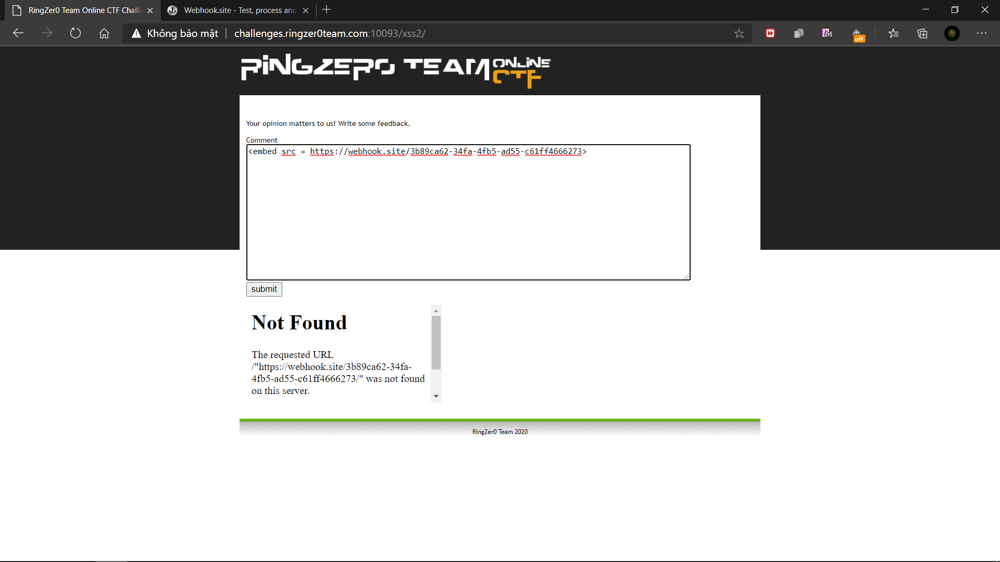 RingZer0 Team Online CTF Challe
Webhook.site - Test, process and
Không bảo mật
challenges.ringzer0team.com:10093/xss2/
off
RINGZER0 TEAM ONLINE CTF
Your opinion matters to us! Write some feedback.
Comment
<embed src = https://webhook.site/3b89ca62-34fa-4fb5-ad55-c61ff4666273>
submit
Not Found
The requested URL
/"https://webhook.site/3b89ca62-34fa-
4fb5-ad55-c61ff4666273/" was not found
on this server.
RingZer0 Team 2020